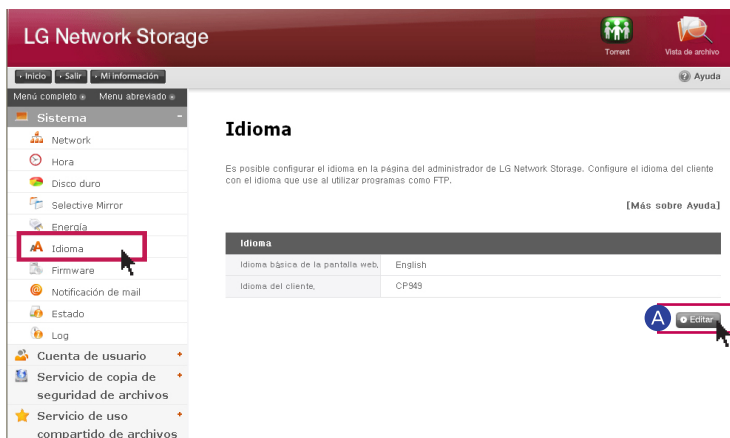 LG Network Storage
Torrent
Vista de archivo
Inicio Salir Mi información
Ayuda
Menú completo Menu abreviado
Sistema -
Network
Hora
Disco duro
Selective Mirror
Energía
Idioma
Firmware
Notificación de mail
Estado
Log
Cuenta de usuario +
Servicio de copia de +
seguridad de archivos
Servicio de uso +
compartido de archivos
Idioma
Es posible configurar el idioma en la página del administrador de LG Network Storage. Configure el idioma del cliente
con el idioma que use al utilizar programas como FTP.
[Más sobre Ayuda]
Idioma
Idioma básica de la pantalla web, English
Idioma del cliente, CP949
A Editar